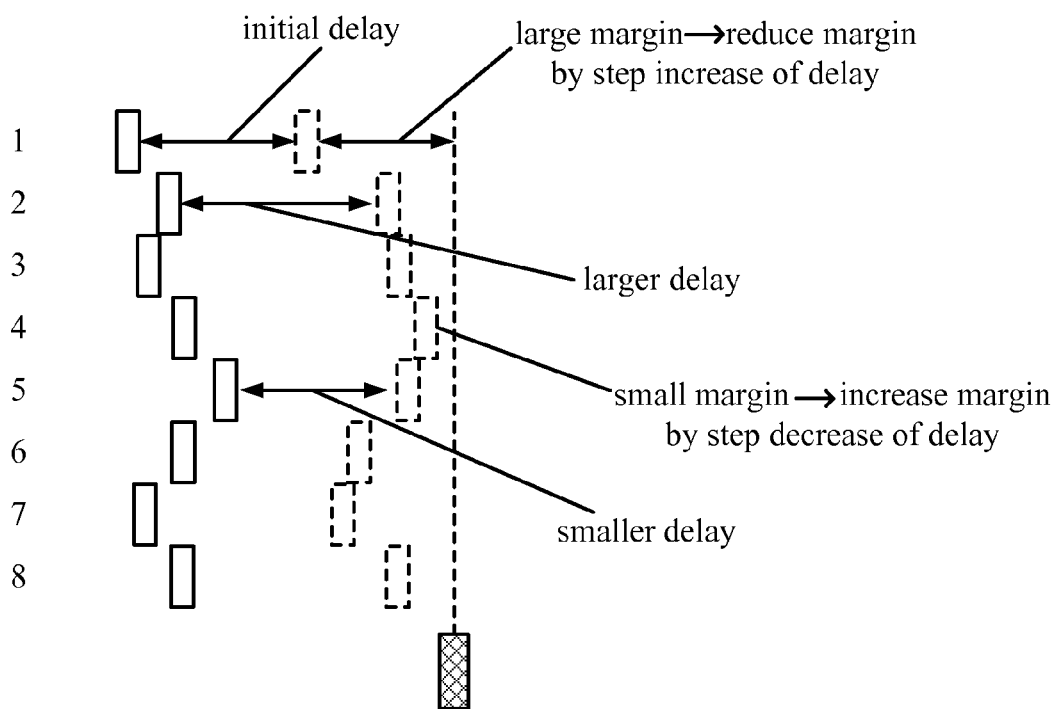 initial delay
large margin→reduce margin
by step increase of delay
1
2
3
larger delay
4
5
small margin→increase margin
by step decrease of delay
6
7
smaller delay
8